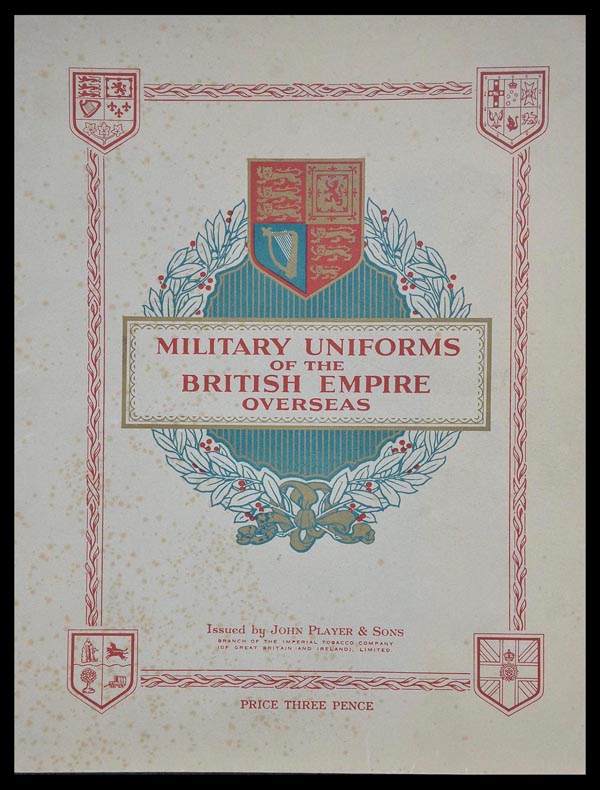 MILITARY UNIFORMS
OF THE
BRITISH EMPIRE
OVERSEAS
Issued by JOHN PLAYER & SONS
BRANCH OF THE IMPERIAL TOBACCO COMPANY
(OF GREAT BRITAIN AND IRELAND), LIMITED.
PRICE THREE PENCE